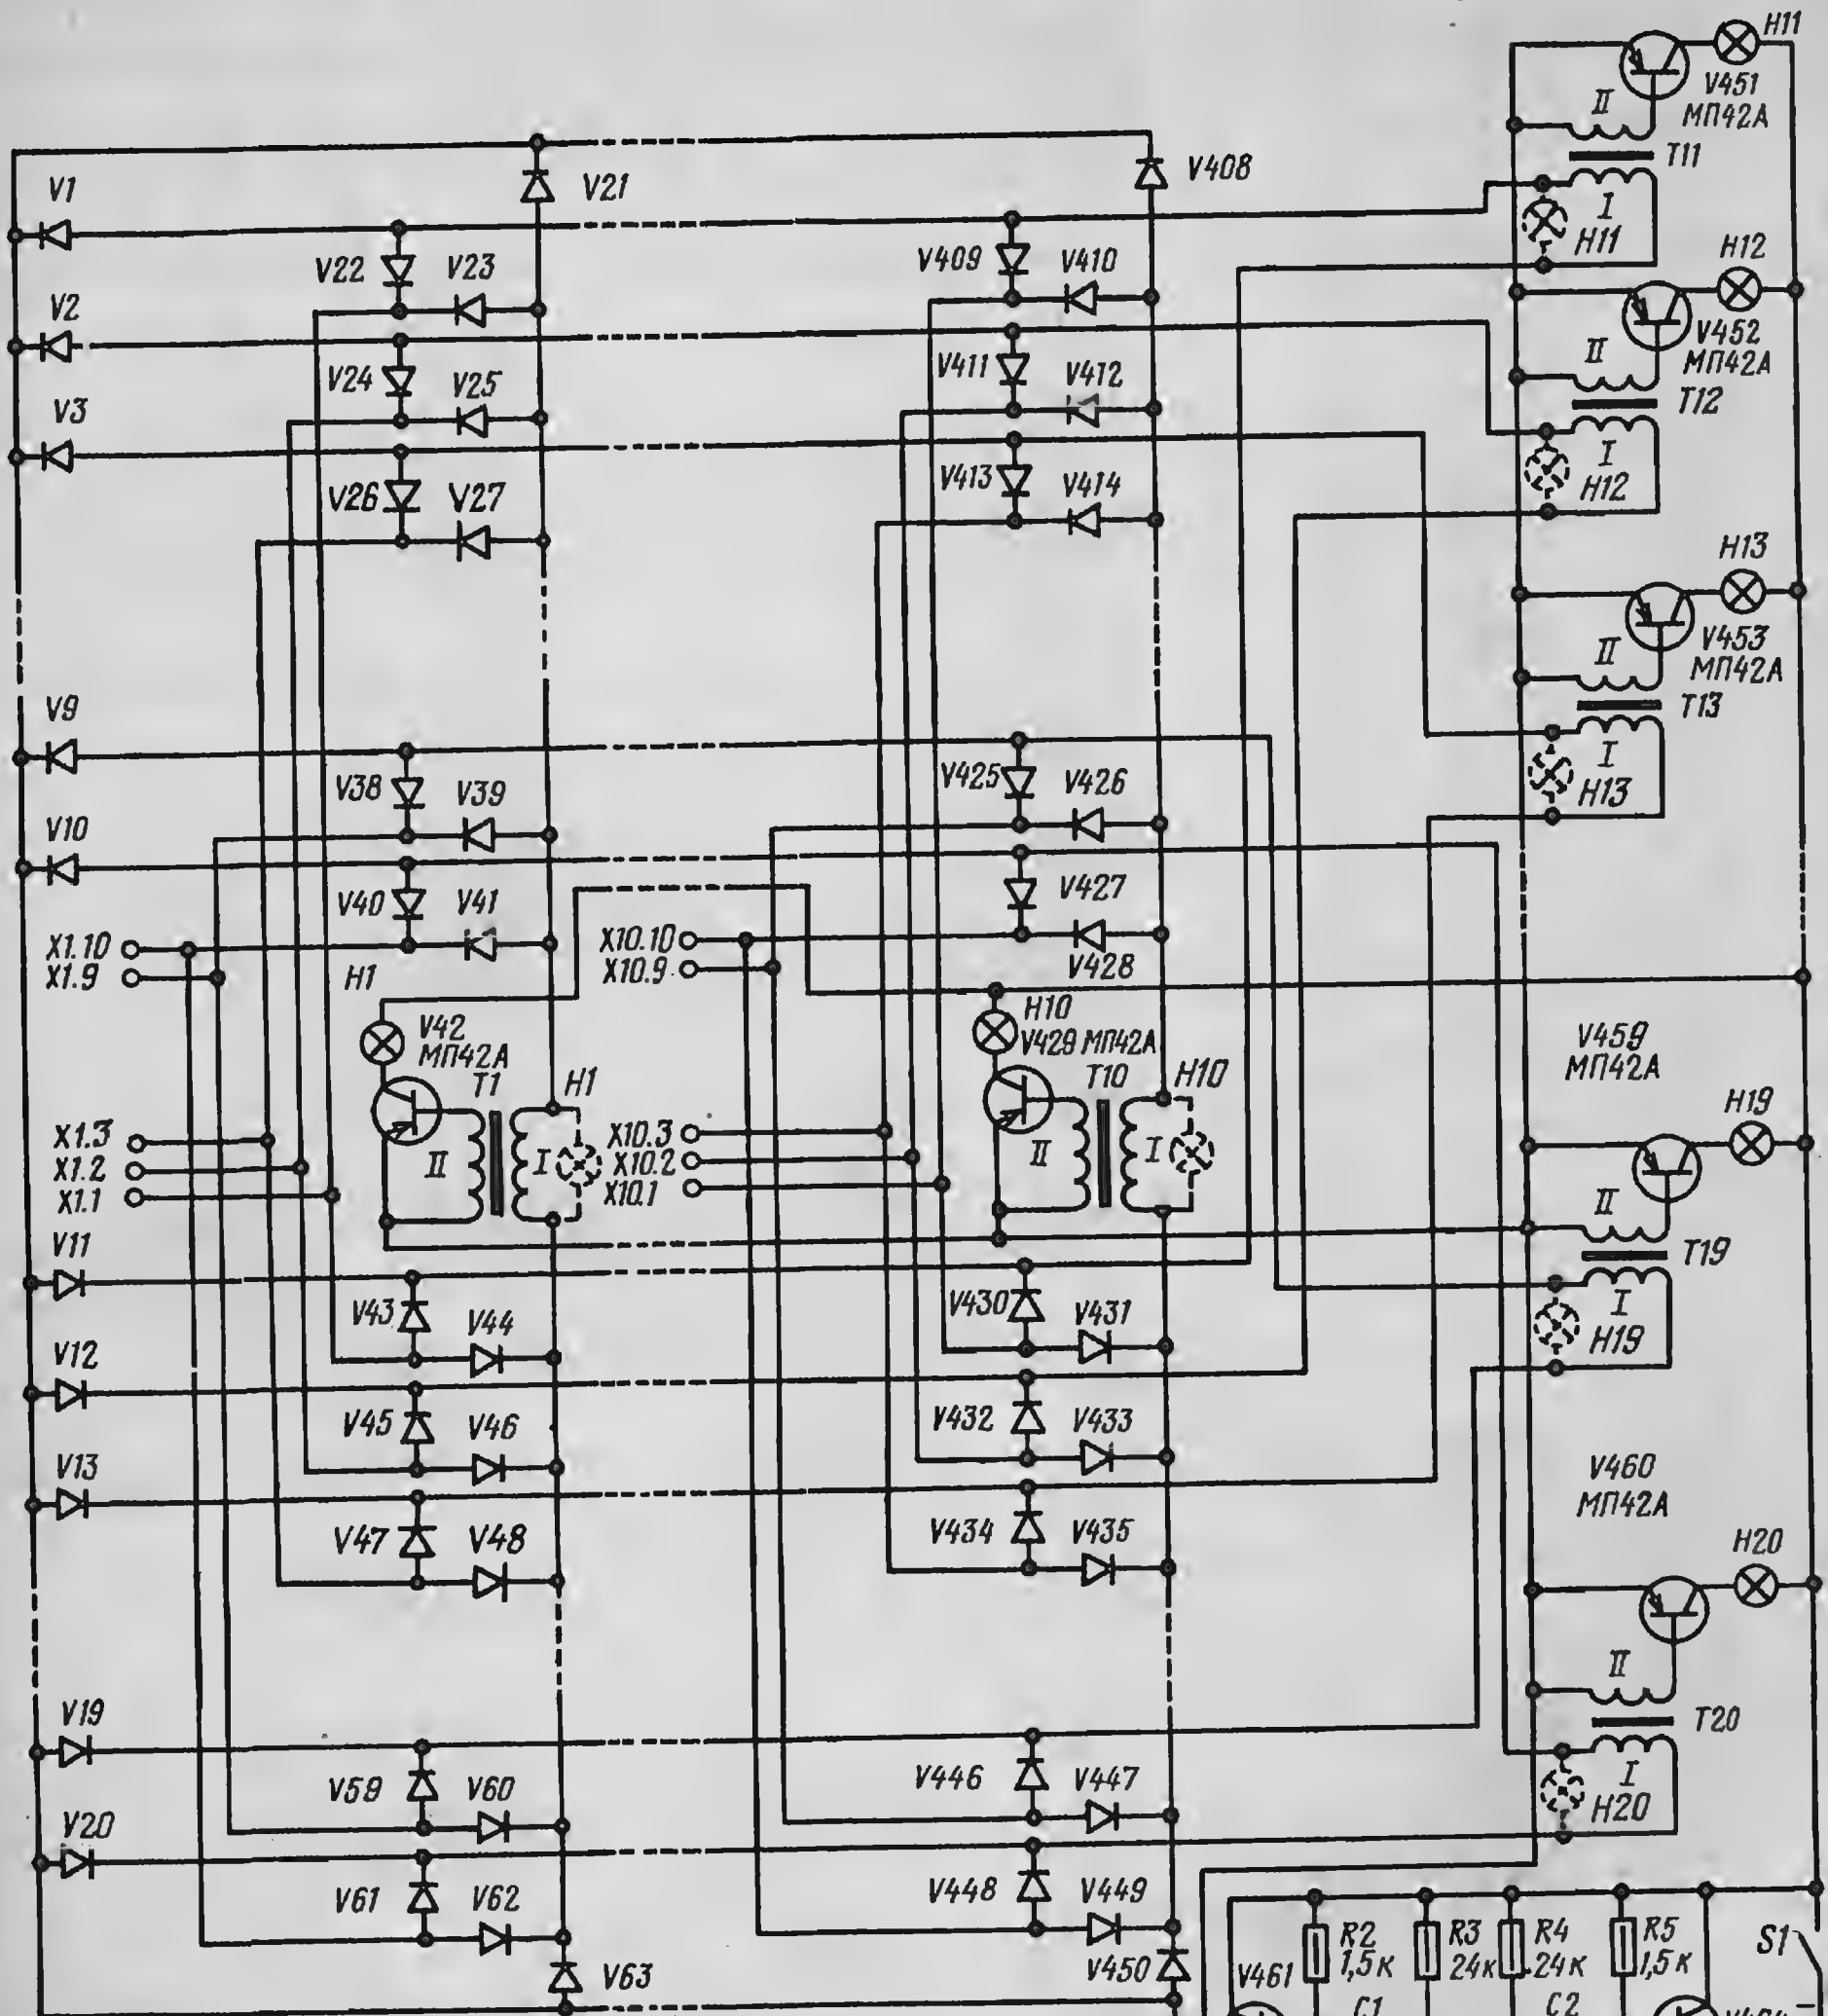 H11
V451
МП42А
II
T11
V408
V1
V21
I
H11
H12
V409
V410
V22
V23
V2
V452
МП42А
II
V411
V412
T12
V24
V25
V3
I
H12
V413
V414
V26
V27
H13
V453
МП42А
II
T13
V9
I
H13
V425
V426
V38
V39
V10
V427
V40
V41
X1.10
X10.10
X1.9
X10.9
V428
H1
H10
V42
МП42А
V429 МП42А
V459
МП42А
T1
H1
T10
H10
H19
X1.3
X10.3
X1.2
II
I
X10.2
II
I
X1.1
X10.1
II
V11
T19
V43
V44
V430
V431
I
H19
V12
V45
V46
V432
V433
V13
V460
МП42А
V47
V48
V434
V435
H20
II
V19
T20
V59
V60
V446
V447
I
H20
V20
V61
V62
V448
V449
R2
1,5к
R3
24к
R4
24к
R5
1,5к
S1
V63
V450
V461
C1
C2